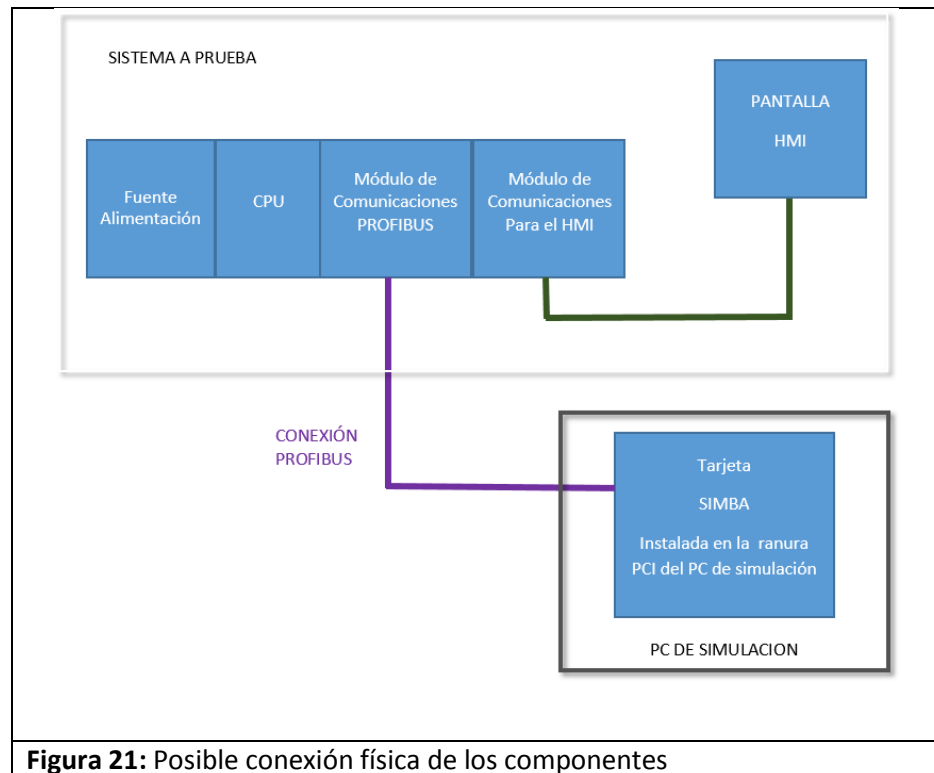 SISTEMA A PRUEBA
PANTALLA
HMI
Fuente
Alimentación
CPU
Módulo de
Comunicaciones
PROFIBUS
Módulo de
Comunicaciones
Para el HMI
CONEXIÓN
PROFIBUS
Tarjeta
SIMBA
Instalada en la ranura
PCI del PC de simulación
PC DE SIMULACION
Figura 21: Posible conexión física de los componentes